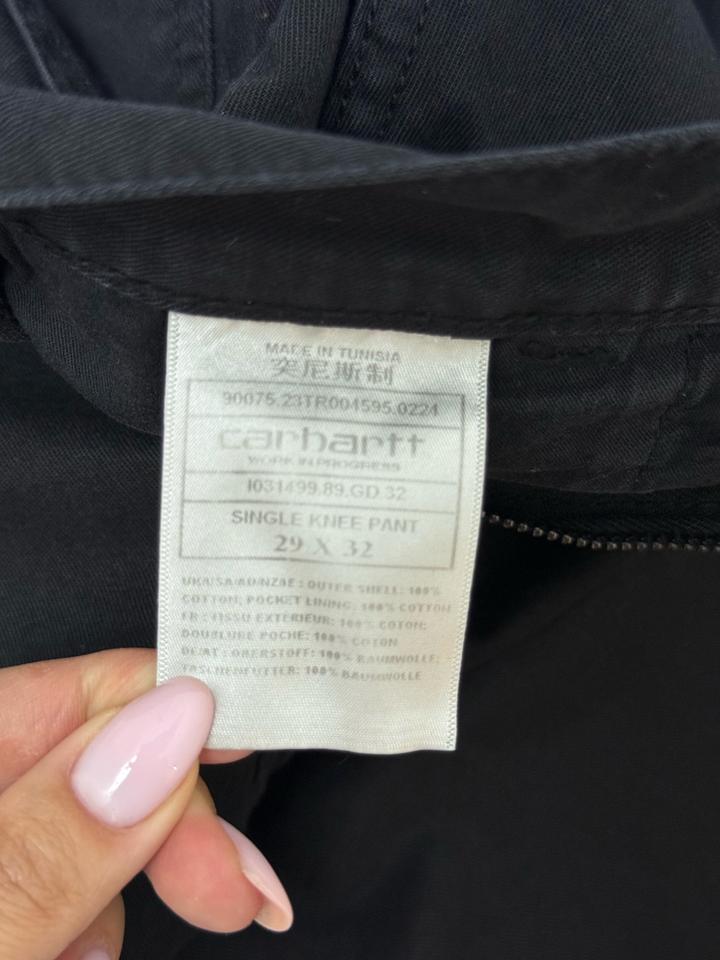 MADE IN TUNISIA
突尼斯制
90075.23TR004595.0224
carhartt
WORK IN PROGRESS
I031499.89.GD.32
SINGLE KNEE PANT
29 X 32
UK/USA/AU/NZ/IE : OUTER SHELL: 100%
COTTON; POCKET LINING: 100% COTTON
FR : TISSU EXTERIEUR: 100% COTON;
DOUBLURE POCHE: 100% COTON
DE/AT : OBERSTOFF: 100% BAUMWOLLE;
TASCHENFUTTER: 100% BAUMWOLLE